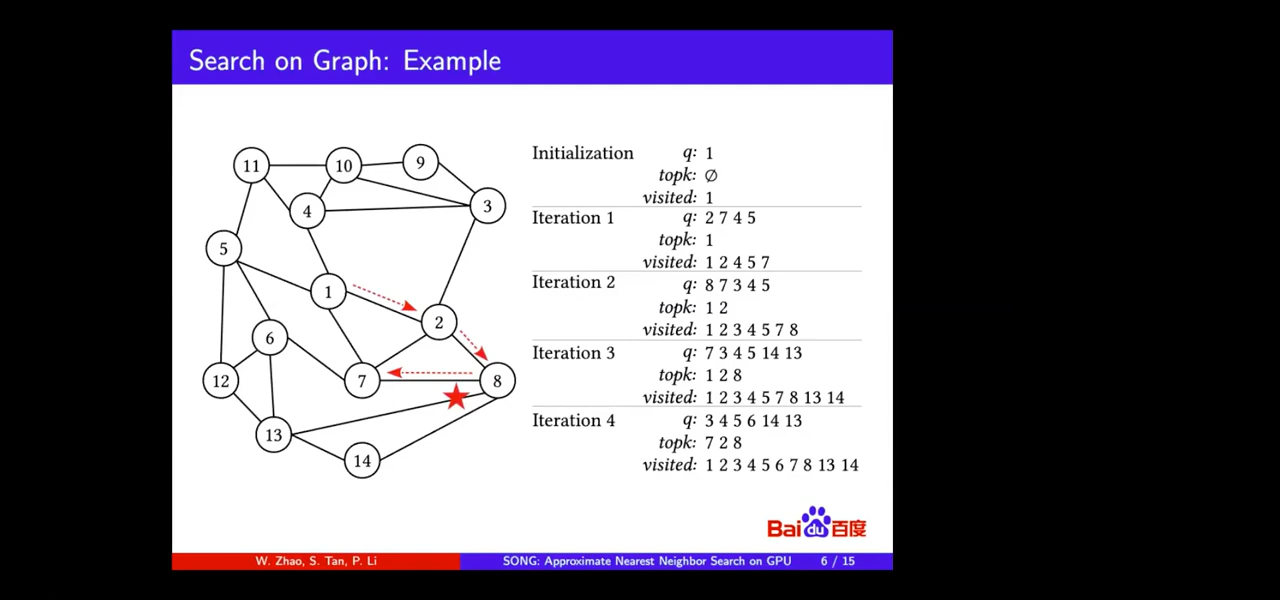 Search on Graph: Example
11
10
9
4
3
5
1
2
6
12
7
8
13
14
Initialization q: 1
topk: ∅
visited: 1
Iteration 1 q: 2 7 4 5
topk: 1
visited: 1 2 4 5 7
Iteration 2 q: 8 7 3 4 5
topk: 1 2
visited: 1 2 3 4 5 7 8
Iteration 3 q: 7 3 4 5 14 13
topk: 1 2 8
visited: 1 2 3 4 5 7 8 13 14
Iteration 4 q: 3 4 5 6 14 13
topk: 7 2 8
visited: 1 2 3 4 5 6 7 8 13 14
Bai du 百度
W. Zhao, S. Tan, P. Li
SONG: Approximate Nearest Neighbor Search on GPU
6 / 15